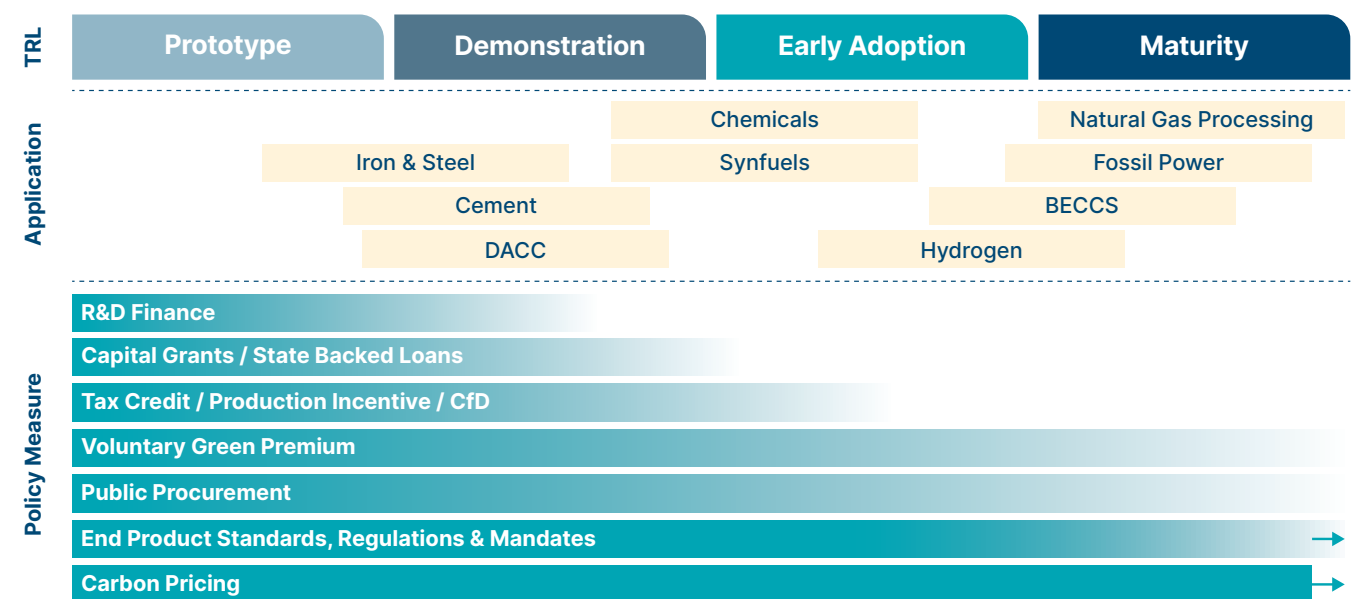 TRL
Prototype
Demonstration
Early Adoption
Maturity
Application
Chemicals
Natural Gas Processing
Iron & Steel
Synfuels
Fossil Power
Cement
BECCS
DACC
Hydrogen
Policy Measure
R&D Finance
Capital Grants / State Backed Loans
Tax Credit / Production Incentive / CfD
Voluntary Green Premium
Public Procurement
End Product Standards, Regulations & Mandates
Carbon Pricing